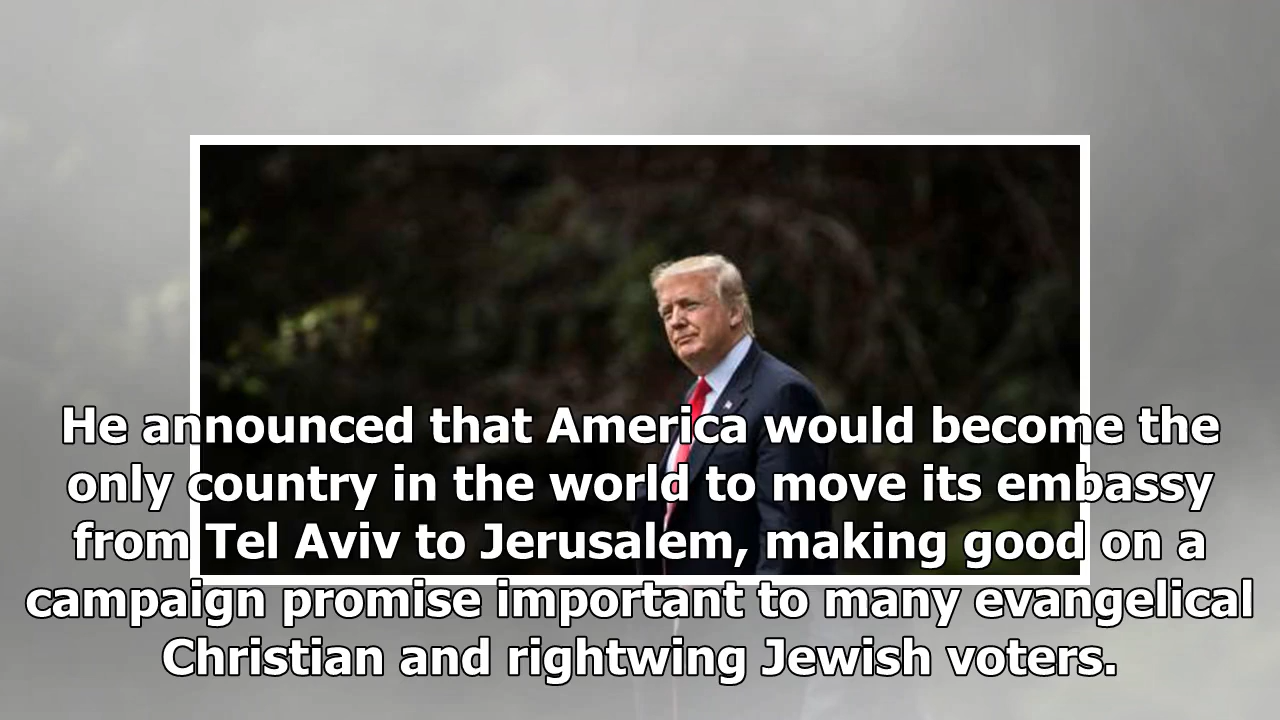 He announced that America would become the
only country in the world to move its embassy
from Tel Aviv to Jerusalem, making good on a
campaign promise important to many evangelical
Christian and rightwing Jewish voters.